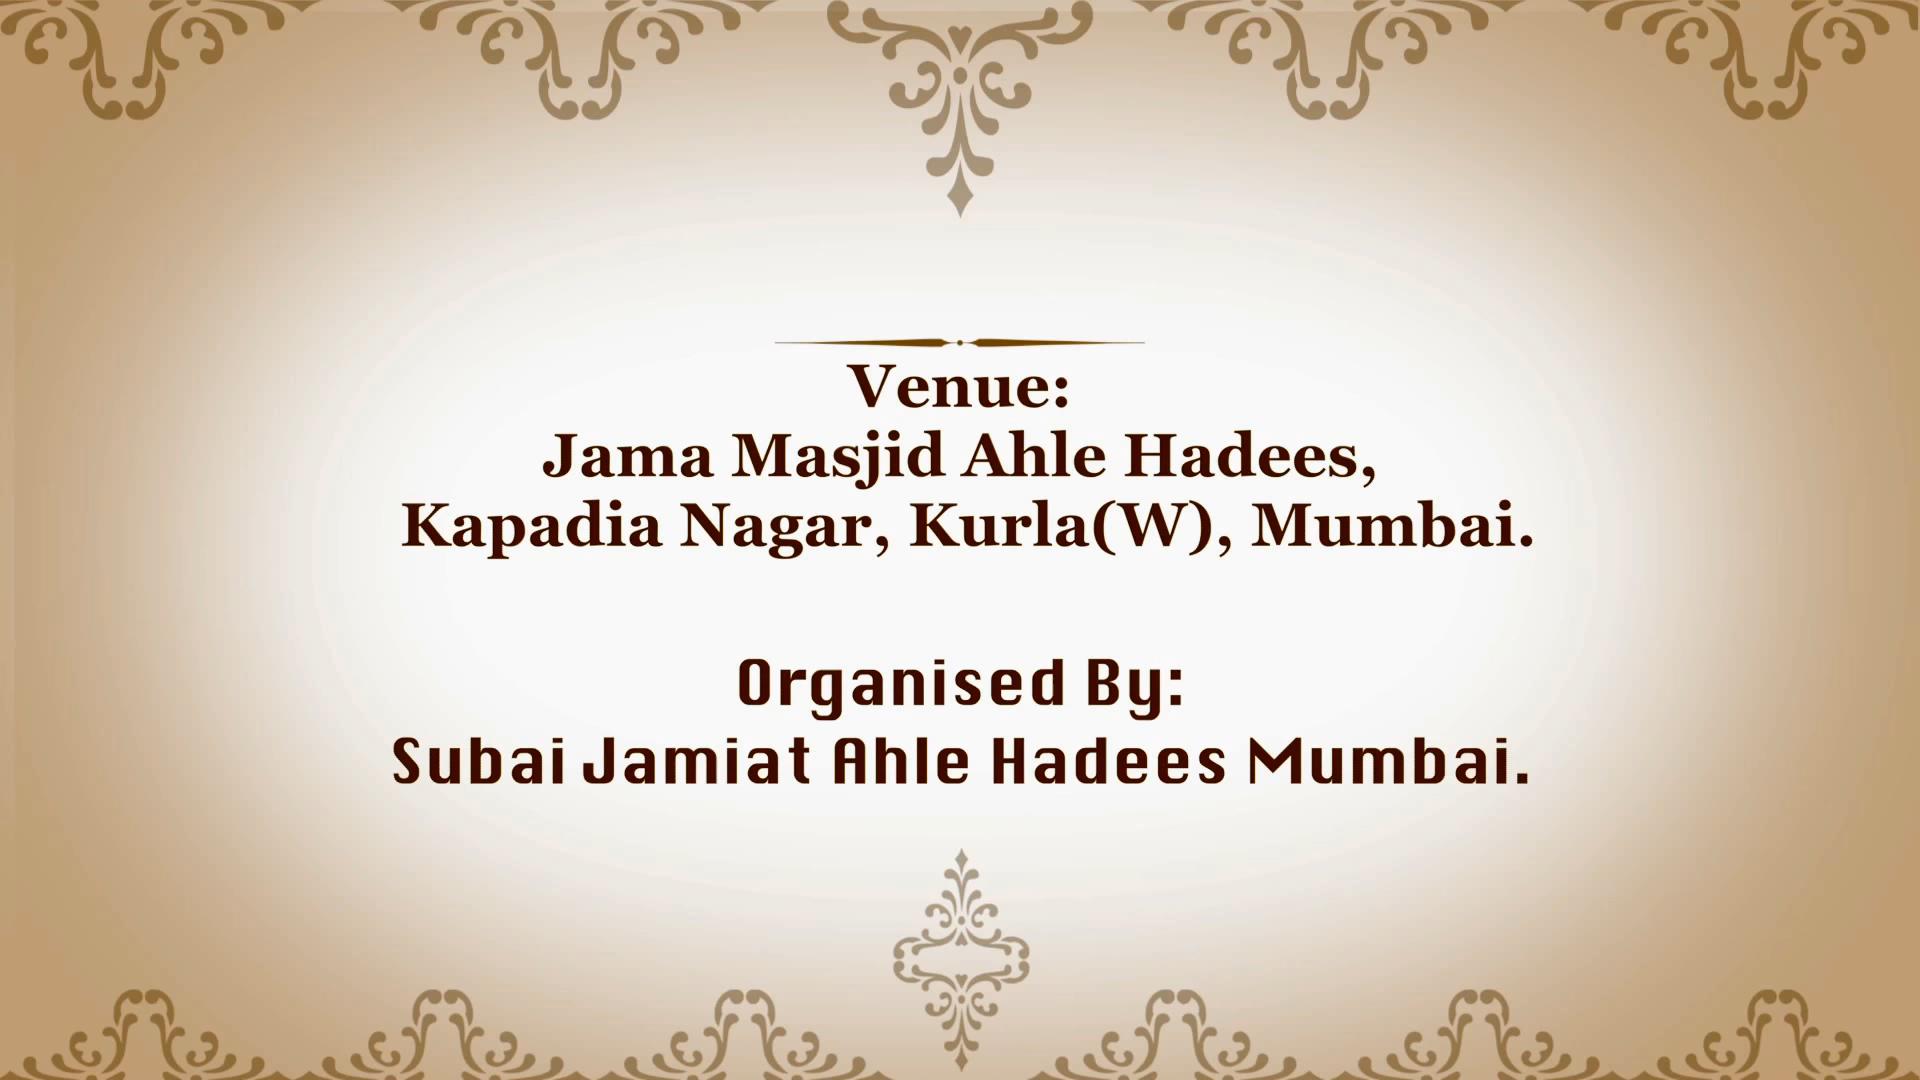 Venue:
Jama Masjid Ahle Hadees,
Kapadia Nagar, Kurla(W), Mumbai.
Organised By:
Subai Jamiat Ahle Hadees Mumbai.